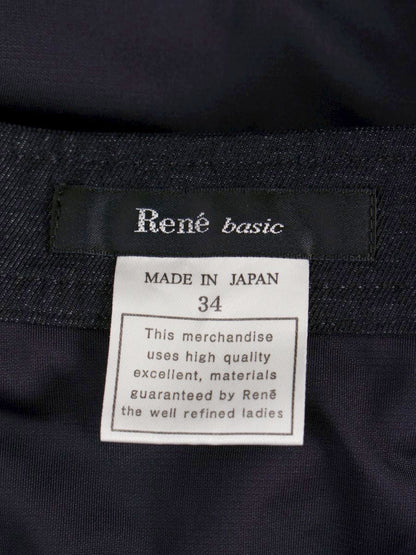 René basic
MADE IN JAPAN
34
This merchandise
uses high quality
excellent, materials
guaranteed by Renē
the well refined ladies